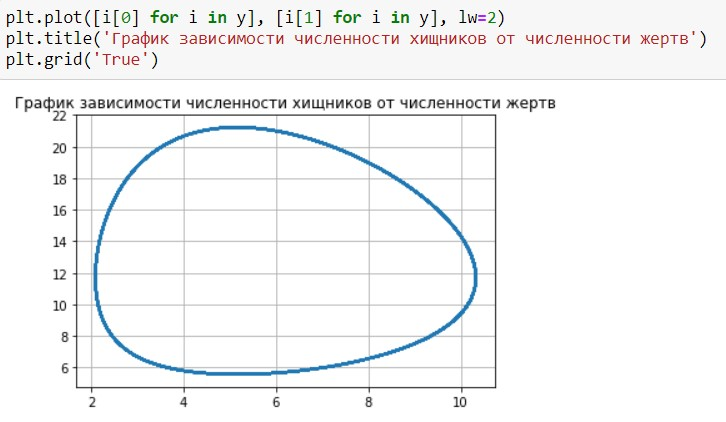 plt.plot([i[0] for i in y], [i[1] for i in y], lw=2)
plt.title('График зависимости численности хищников от численности жертв')
plt.grid('True')
График зависимости численности хищников от численности жертв
22
20
18
16
14
12
10
8
6
2 4 6 8 10